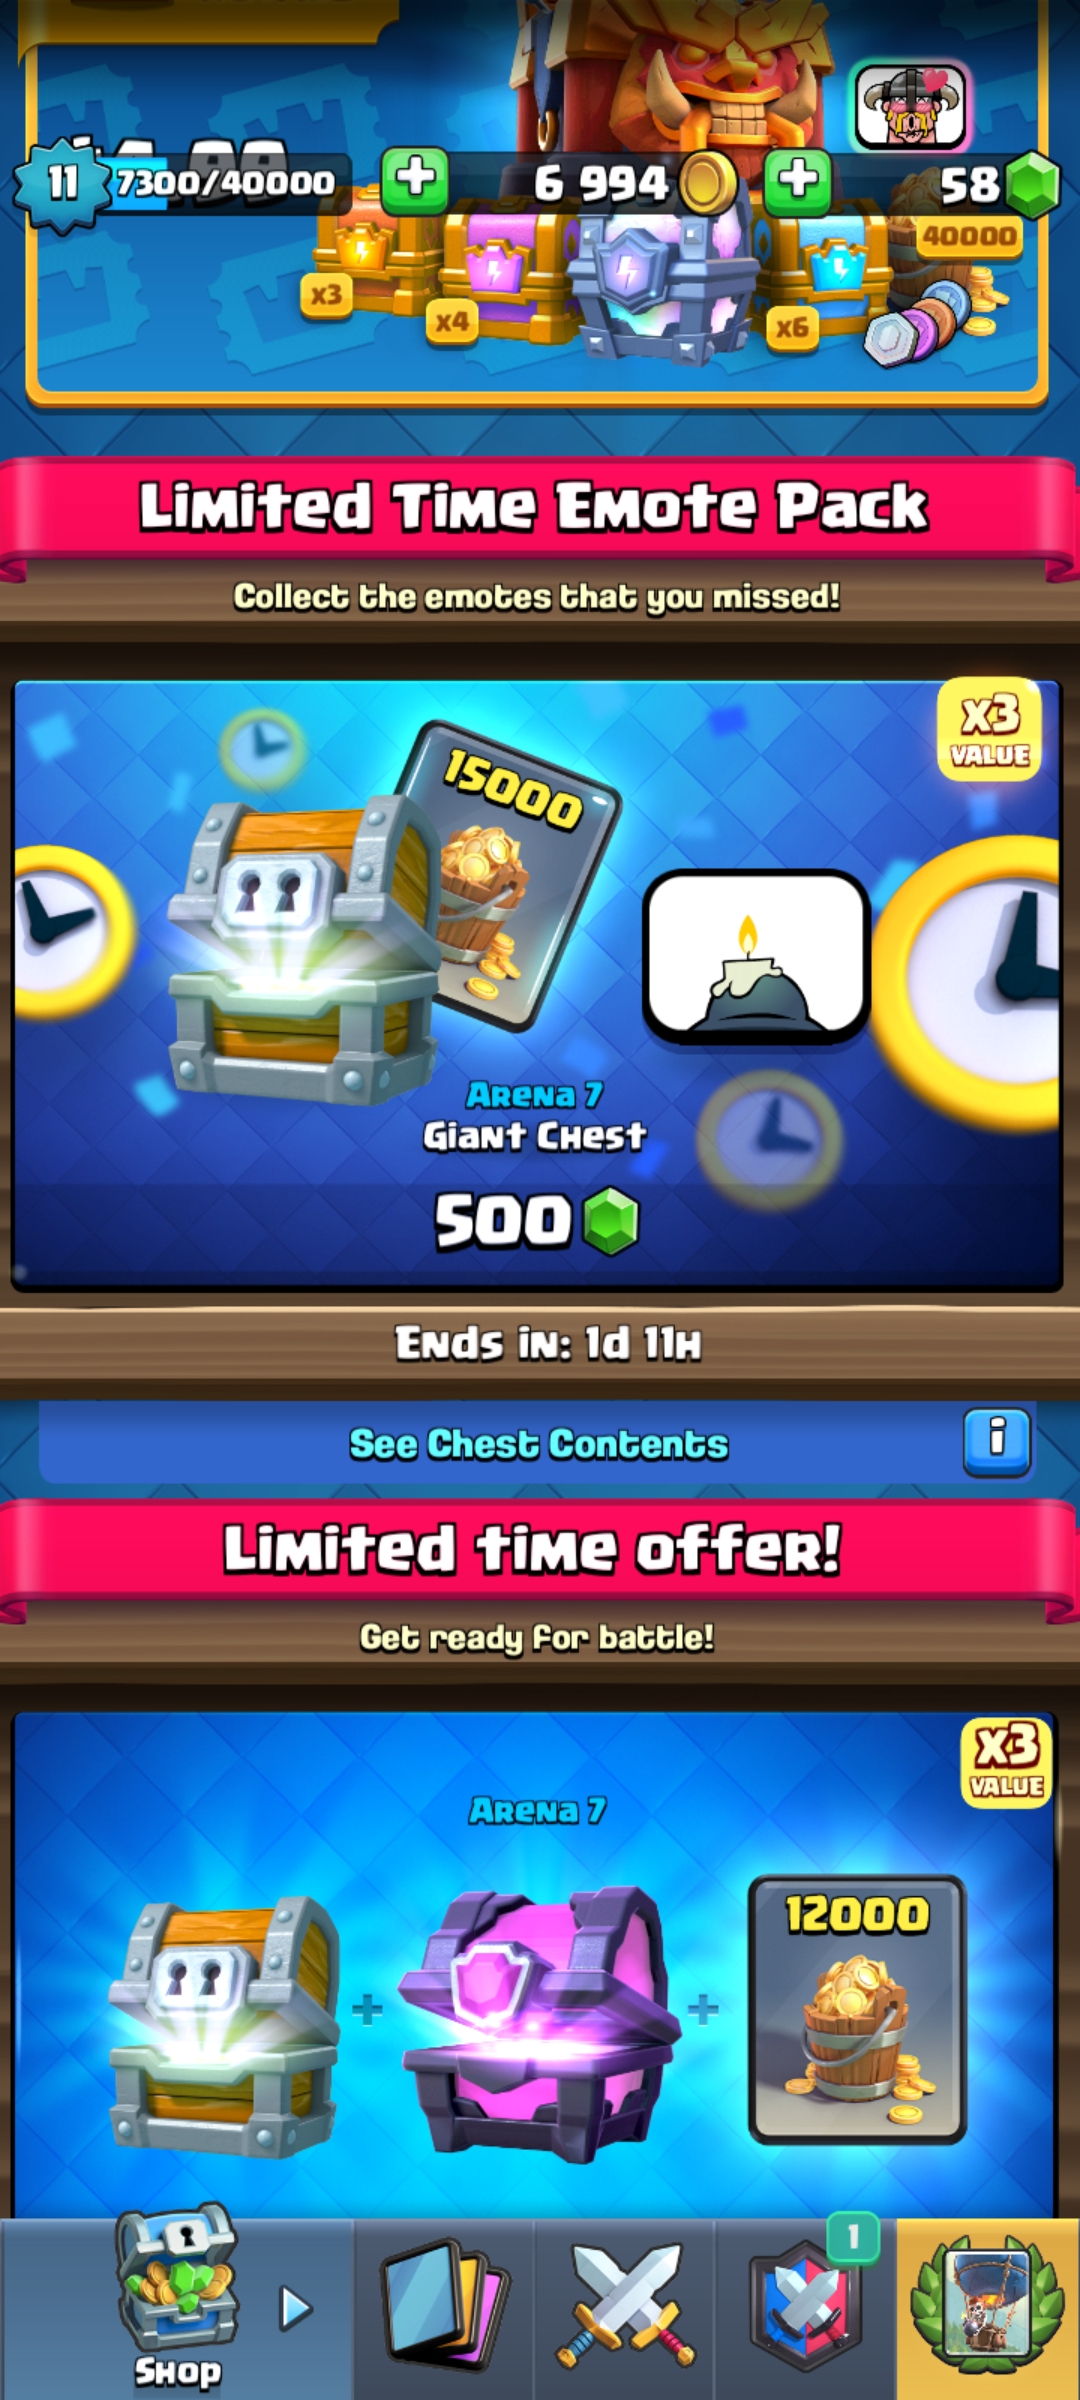 11
7300/40000
6 994
58
40000
x3
x4
x6
Limited Time Emote Pack
Collect the emotes that you missed!
x3
VALUE
15000
Arena 7
Giant Chest
500
Ends in: 1d 11h
See Chest Contents
i
Limited time offer!
Get ready for battle!
x3
VALUE
Arena 7
12000
1
Shop